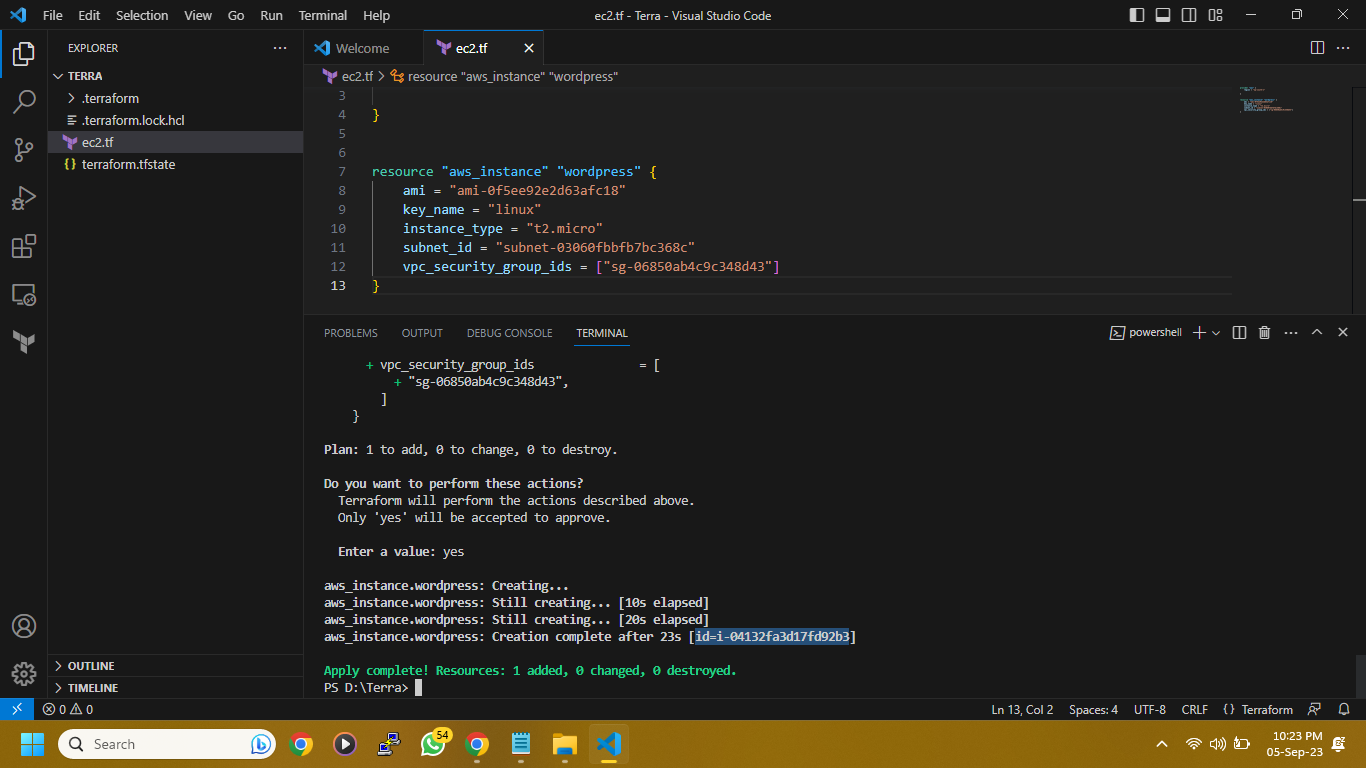 File Edit Selection View Go Run Terminal Help
ec2.tf - Terra - Visual Studio Code
EXPLORER
TERRA
.terraform
.terraform.lock.hcl
ec2.tf
terraform.tfstate
OUTLINE
TIMELINE
Welcome
ec2.tf
ec2.tf > resource "aws_instance" "wordpress"
3
4 }
5
6
7 resource "aws_instance" "wordpress" {
8 ami = "ami-0f5ee92e2d63afc18"
9 key_name = "linux"
10 instance_type = "t2.micro"
11 subnet_id = "subnet-03060fbbfb7bc368c"
12 vpc_security_group_ids = ["sg-06850ab4c9c348d43"]
13 }
PROBLEMS OUTPUT DEBUG CONSOLE TERMINAL
powershell
+ vpc_security_group_ids = [
+ "sg-06850ab4c9c348d43",
]
}
Plan: 1 to add, 0 to change, 0 to destroy.
Do you want to perform these actions?
Terraform will perform the actions described above.
Only 'yes' will be accepted to approve.
Enter a value: yes
aws_instance.wordpress: Creating...
aws_instance.wordpress: Still creating... [10s elapsed]
aws_instance.wordpress: Still creating... [20s elapsed]
aws_instance.wordpress: Creation complete after 23s [id=i-04132fa3d17fd92b3]
Apply complete! Resources: 1 added, 0 changed, 0 destroyed.
PS D:\Terra>
0 0
Ln 13, Col 2 Spaces: 4 UTF-8 CRLF {} Terraform
Search
54
10:23 PM
05-Sep-23